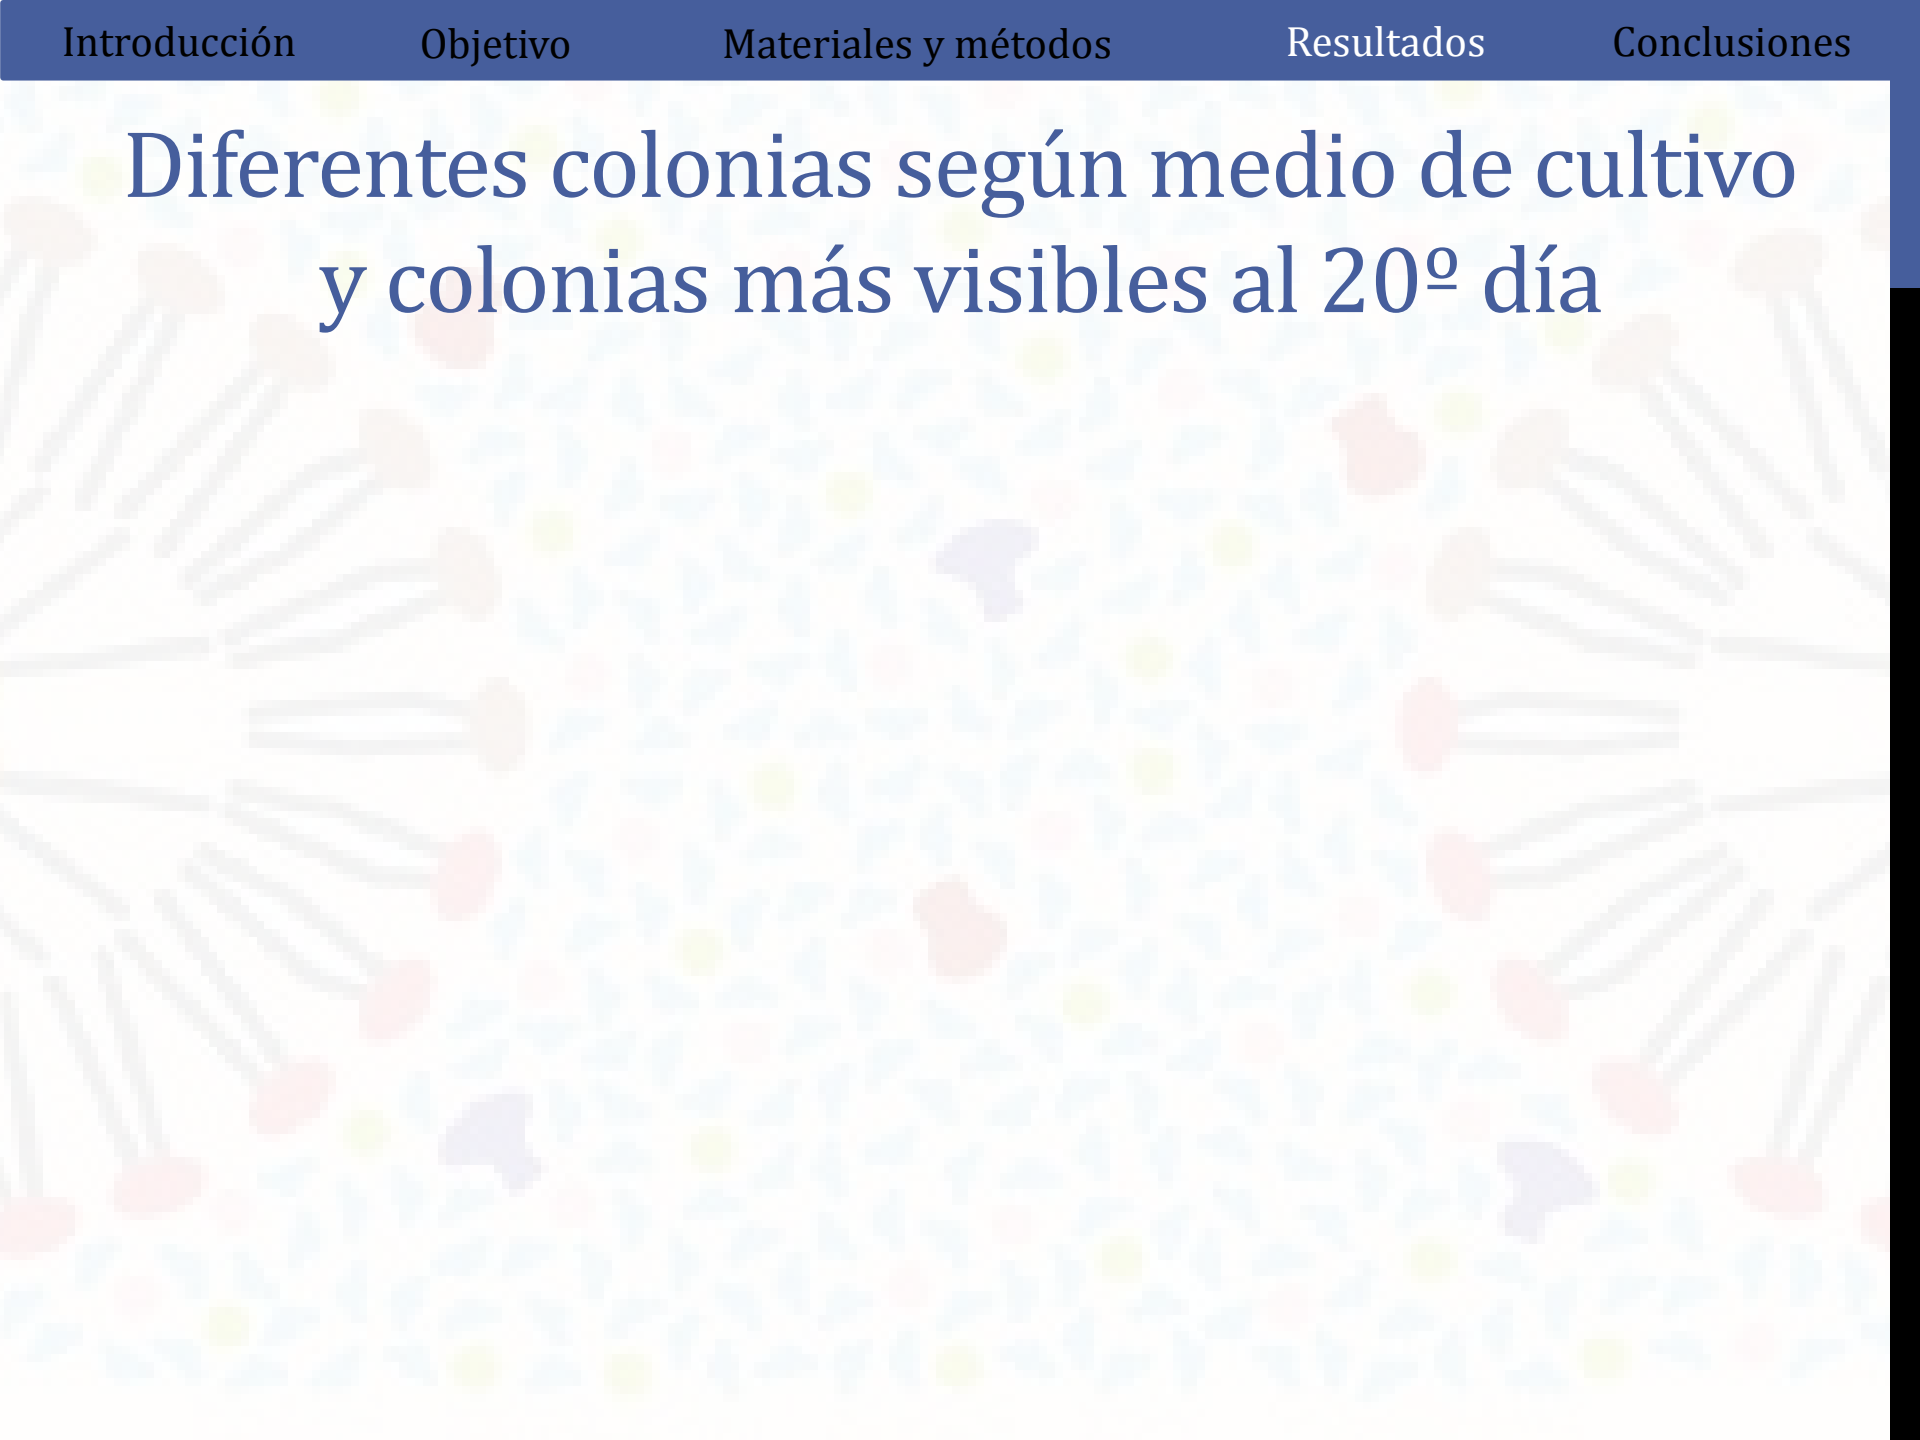 Introducción Objetivo Materiales y métodos Resultados Conclusiones
Diferentes colonias según medio de cultivo
y colonias más visibles al 20º día